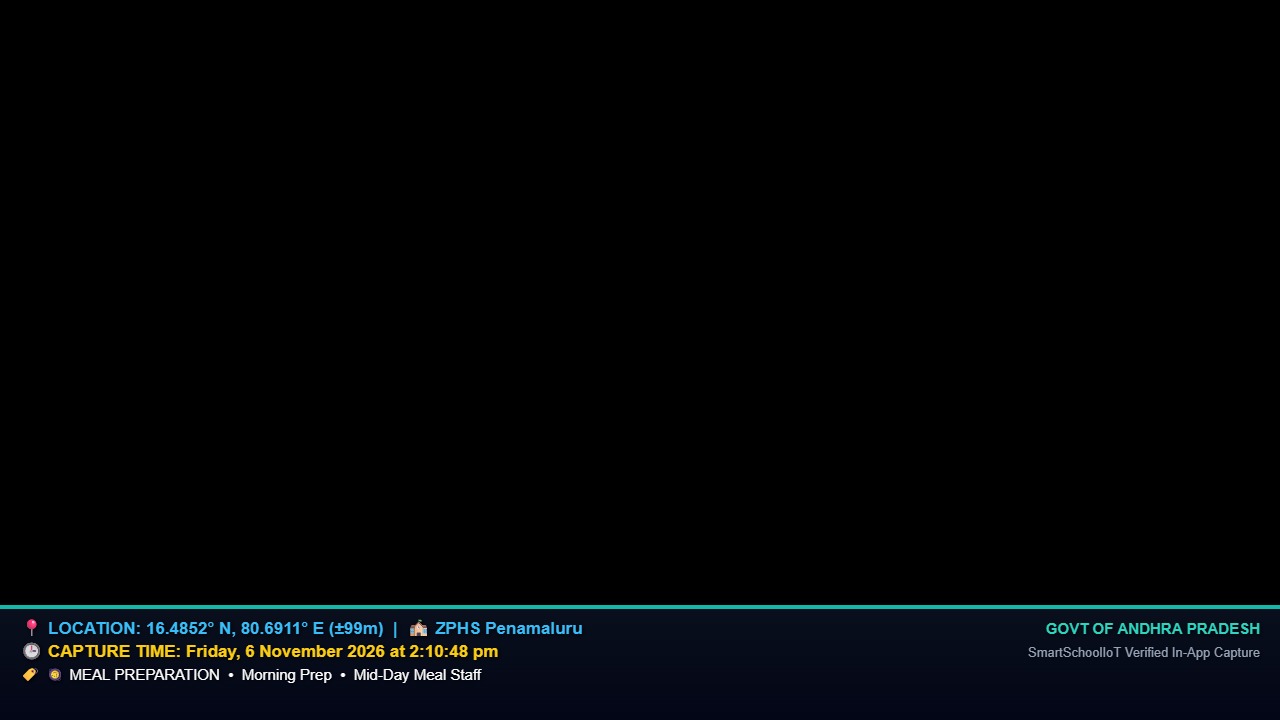 LOCATION: 16.4852° N, 80.6911° E (±99m) | ZPHS Penamaluru
CAPTURE TIME: Friday, 6 November 2026 at 2:10:48 pm
MEAL PREPARATION • Morning Prep • Mid-Day Meal Staff
GOVT OF ANDHRA PRADESH
SmartSchoolIoT Verified In-App Capture